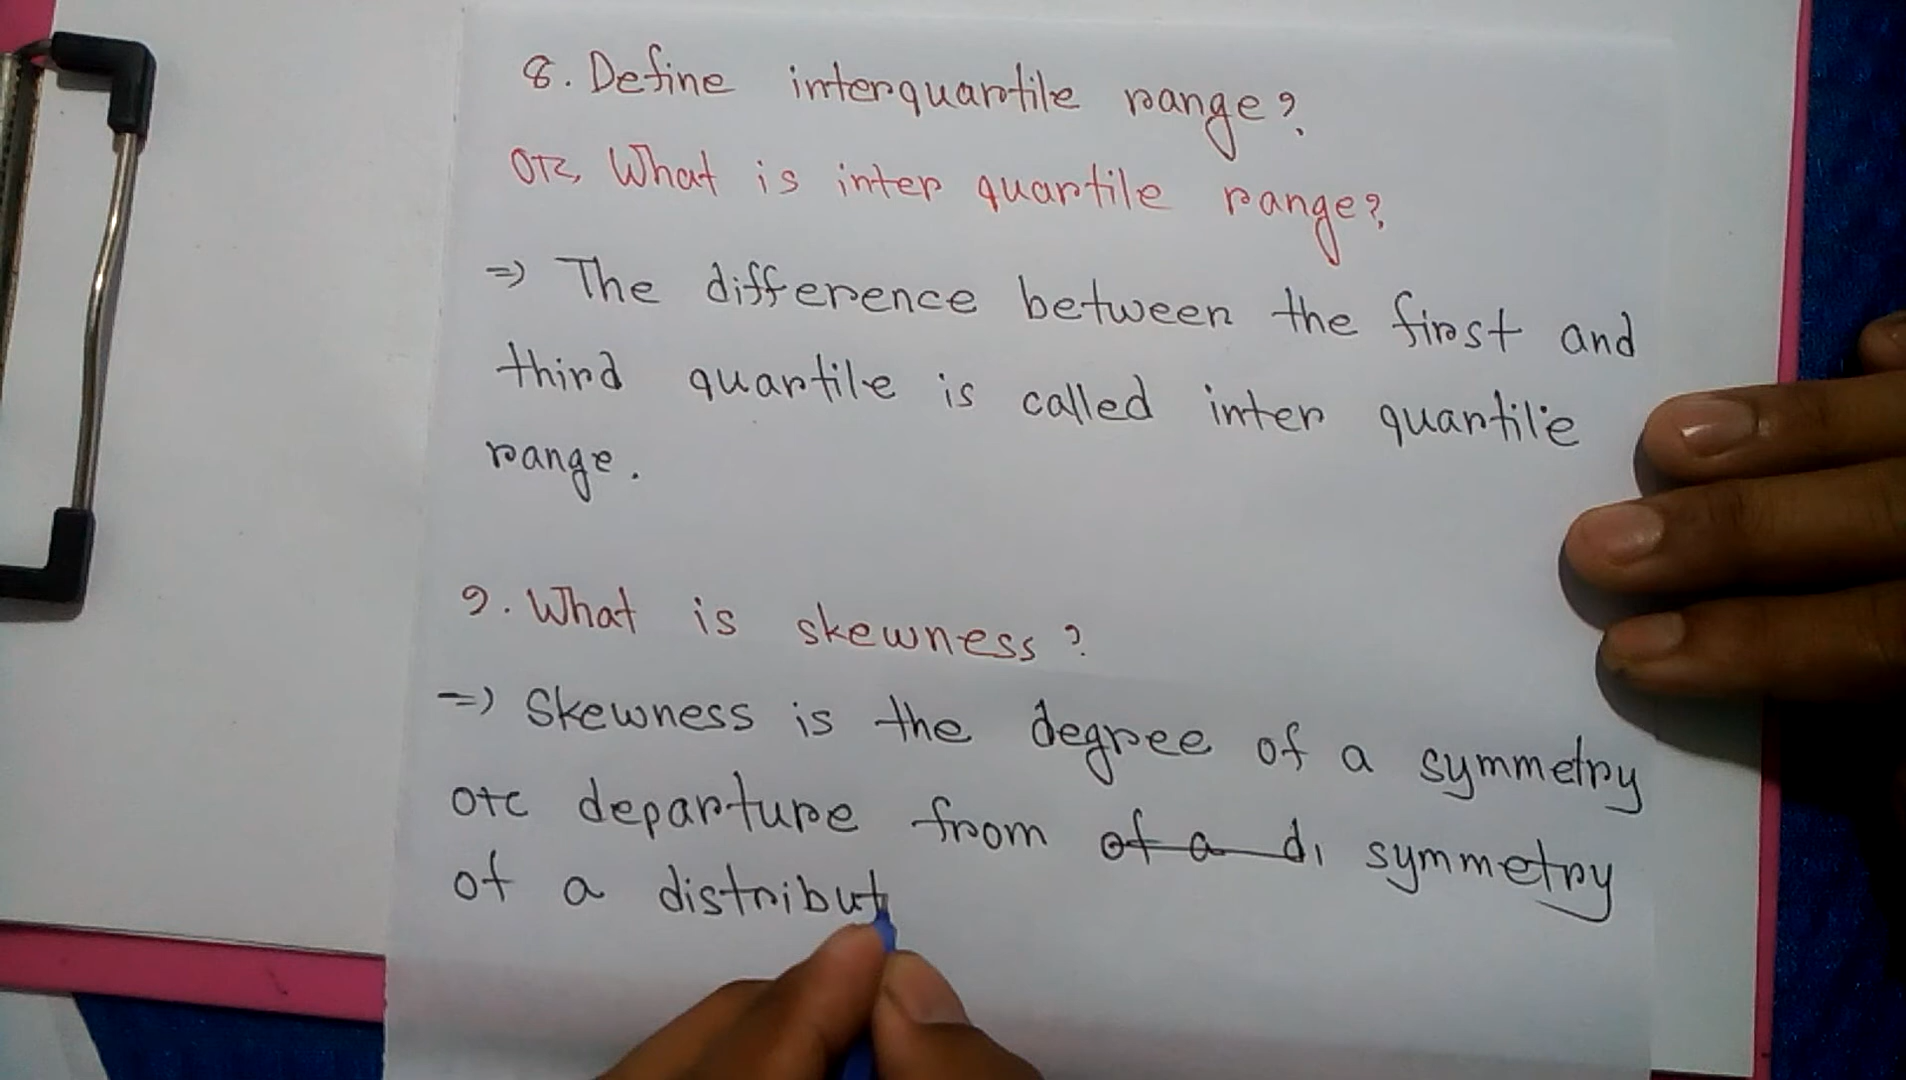 8. Define interquartile range?
Or, What is inter quartile range?
=> The difference between the first and
third quartile is called inter quartile
range.
9. What is skewness?
=> Skewness is the degree of a symmetry
or departure from of a di symmetry
of a distribut